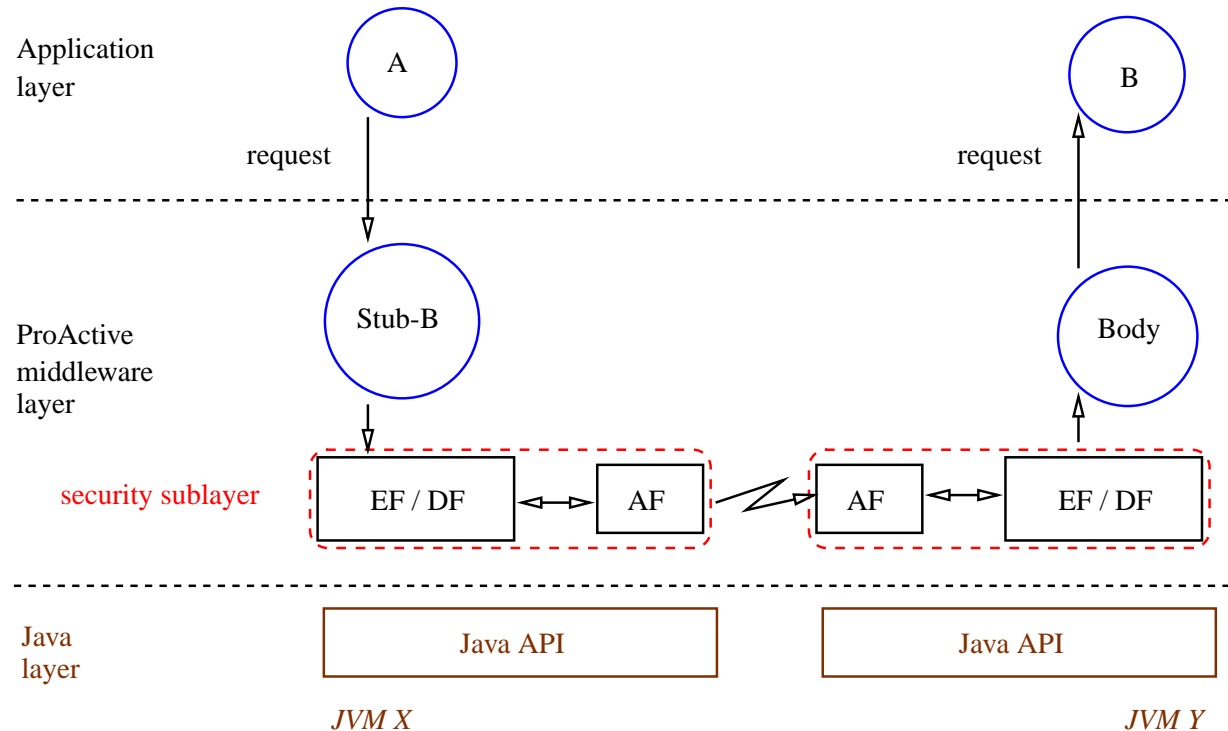 Application
layer
A
B
request
request
ProActive
middleware
layer
Stub-B
Body
security sublayer
EF / DF
AF
AF
EF / DF
Java
layer
Java API
Java API
JVM X
JVM Y